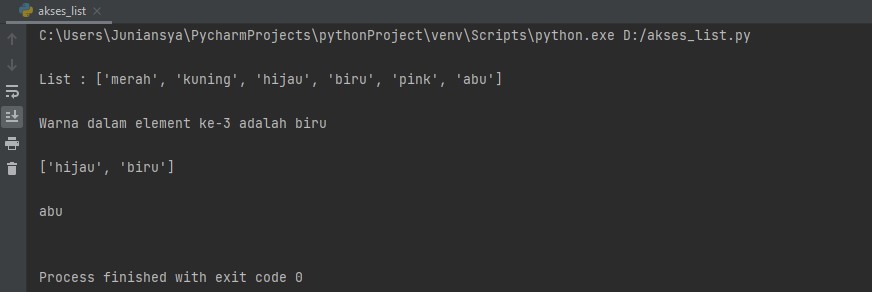 akses_list
C:\Users\Juniansya\PycharmProjects\pythonProject\venv\Scripts\python.exe D:/akses_list.py
List : ['merah', 'kuning', 'hijau', 'biru', 'pink', 'abu']
Warna dalam element ke-3 adalah biru
['hijau', 'biru']
abu
Process finished with exit code 0